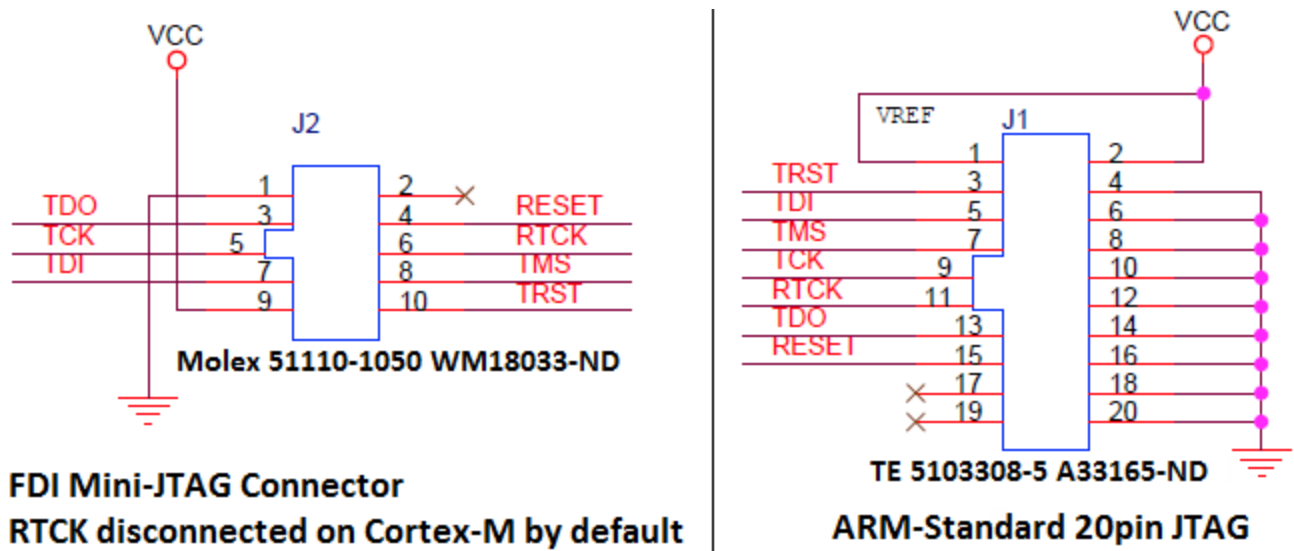 VCC
J2
1 2
TDO 3 4 RESET
TCK 5 6 RTCK
TDI 7 8 TMS
9 10 TRST
Molex 51110-1050 WM18033-ND
FDI Mini-JTAG Connector
RTCK disconnected on Cortex-M by default
VCC
VREF J1
1 2
TRST 3 4
TDI 5 6
TMS 7 8
TCK 9 10
RTCK 11 12
TDO 13 14
RESET 15 16
17 18
19 20
TE 5103308-5 A33165-ND
ARM-Standard 20pin JTAG